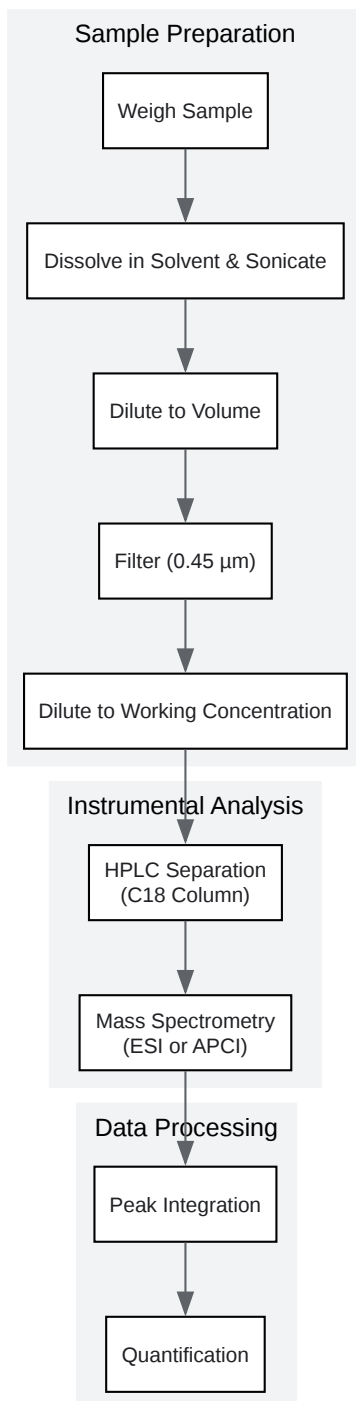 Sample Preparation
Weigh Sample
Dissolve in Solvent & Sonicate
Dilute to Volume
Filter (0.45 µm)
Dilute to Working Concentration
Instrumental Analysis
HPLC Separation
(C18 Column)
Mass Spectrometry
(ESI or APCI)
Data Processing
Peak Integration
Quantification